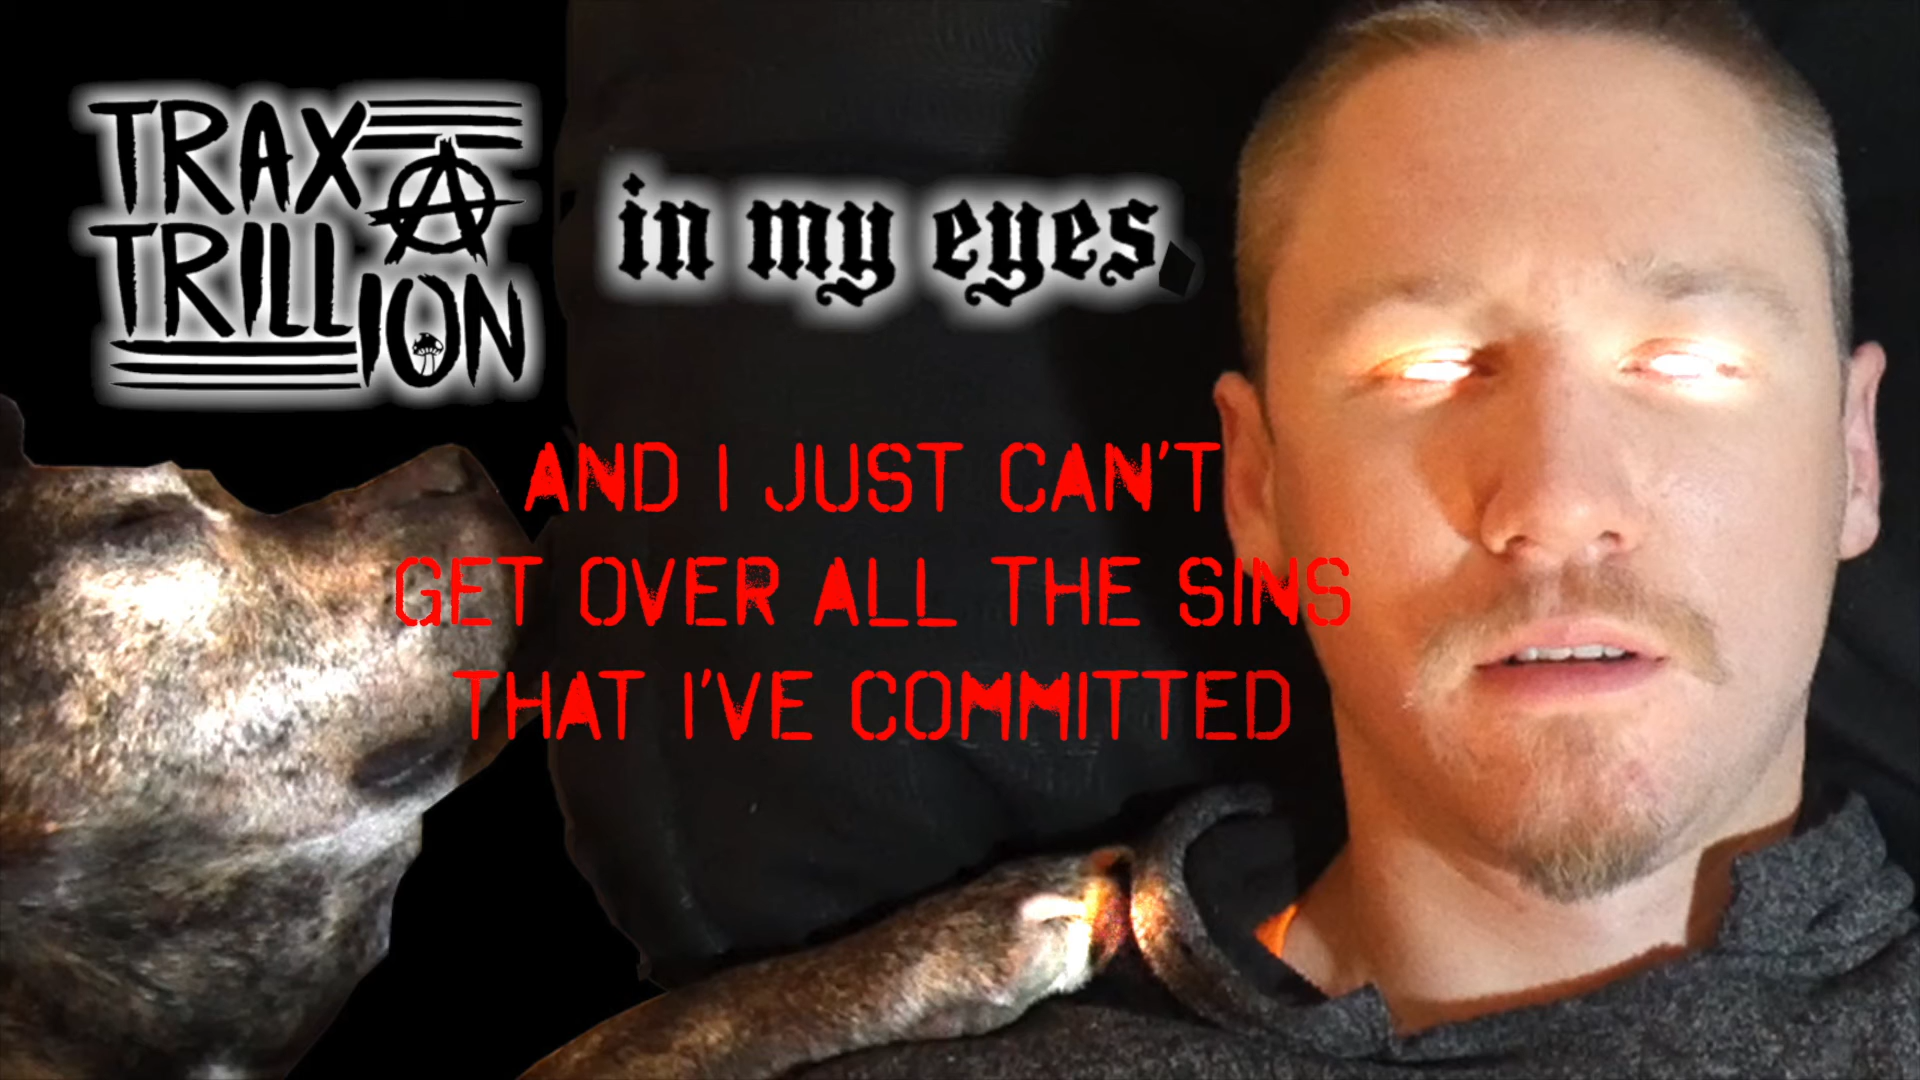 TRAX
A
TRILLION
in my eyes
AND I JUST CAN'T
GET OVER ALL THE SINS
THAT I'VE COMMITTED